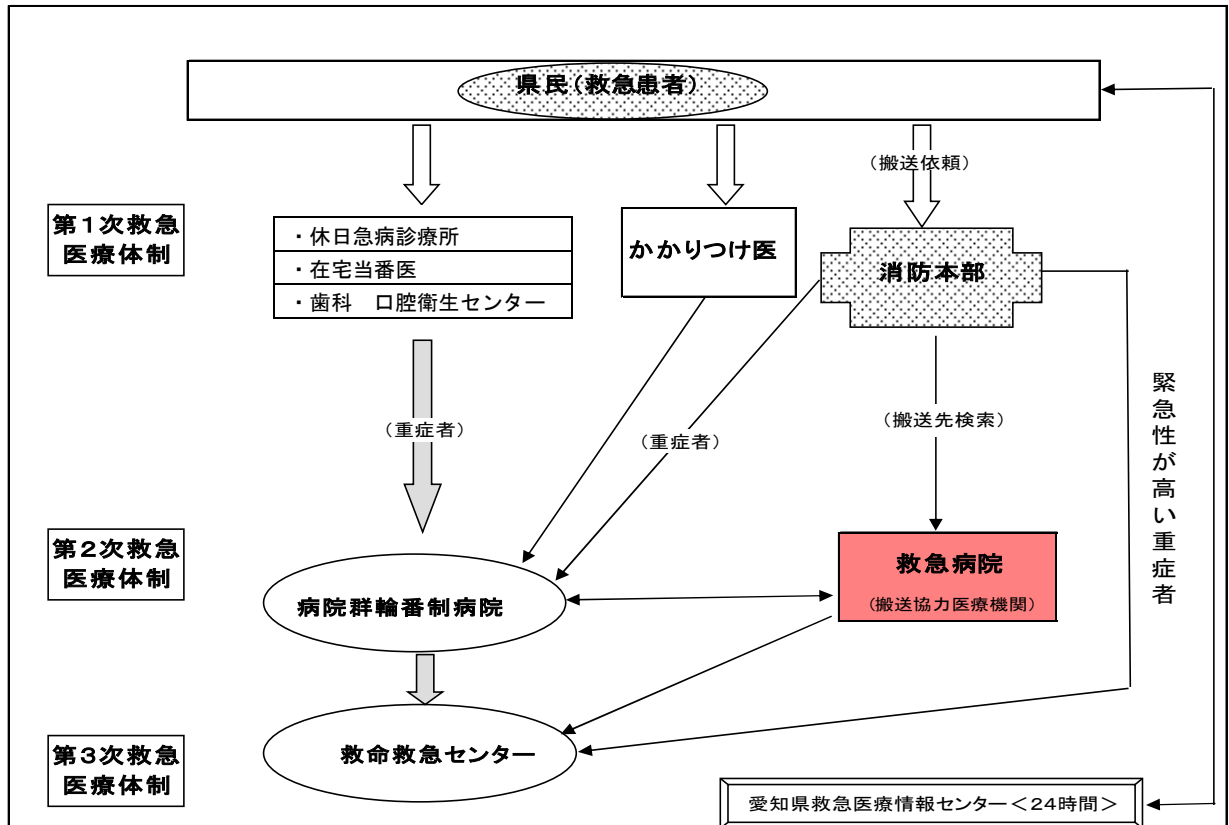 県民(救急患者)
(搬送依頼)
第1次救急
医療体制
・休日急病診療所
・在宅当番医
・歯科 口腔衛生センター
かかりつけ医
消防本部
(重症者)
(重症者)
(搬送先検索)
緊急性が高い重症者
第2次救急
医療体制
病院群輪番制病院
救急病院
(搬送協力医療機関)
第3次救急
医療体制
救命救急センター
愛知県救急医療情報センター<24時間>